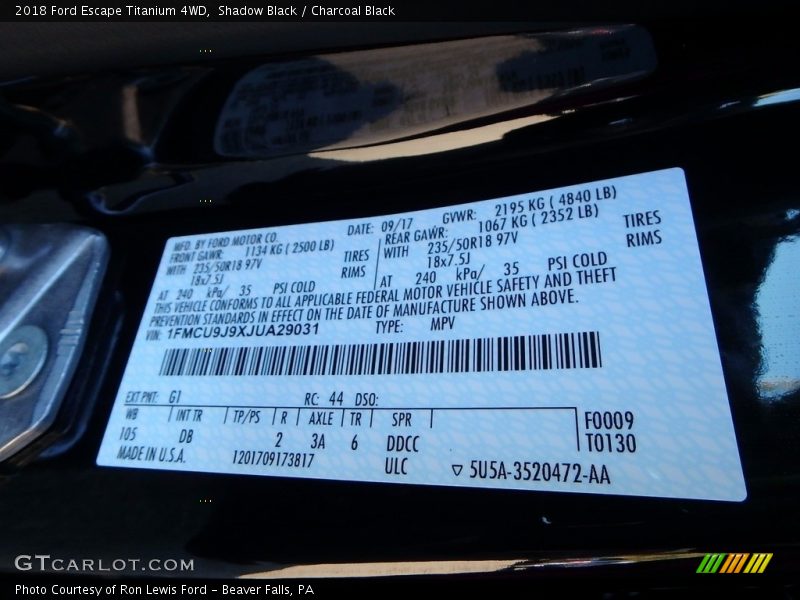 2018 Ford Escape Titanium 4WD, Shadow Black / Charcoal Black
MFD. BY FORD MOTOR CO. DATE: 09/17 GVWR: 2195 KG ( 4840 LB)
FRONT GAWR: 1134 KG ( 2500 LB) REAR GAWR: 1067 KG ( 2352 LB)
WITH 235/50R18 97V TIRES WITH 235/50R18 97V TIRES
18x7.5J RIMS 18x7.5J RIMS
AT 240 kPa/ 35 PSI COLD AT 240 kPa/ 35 PSI COLD
THIS VEHICLE CONFORMS TO ALL APPLICABLE FEDERAL MOTOR VEHICLE SAFETY AND THEFT
PREVENTION STANDARDS IN EFFECT ON THE DATE OF MANUFACTURE SHOWN ABOVE.
VIN: 1FMCU9J9XJUA29031 TYPE: MPV
EXT PNT: G1 RC: 44 DSO:
WB INT TR TP/PS R AXLE TR SPR F0009
105 DB 2 3A 6 DDCC T0130
MADE IN U.S.A. 1201709173817 ULC ▽ 5U5A-3520472-AA
GTCARLOT.COM
Photo Courtesy of Ron Lewis Ford - Beaver Falls, PA